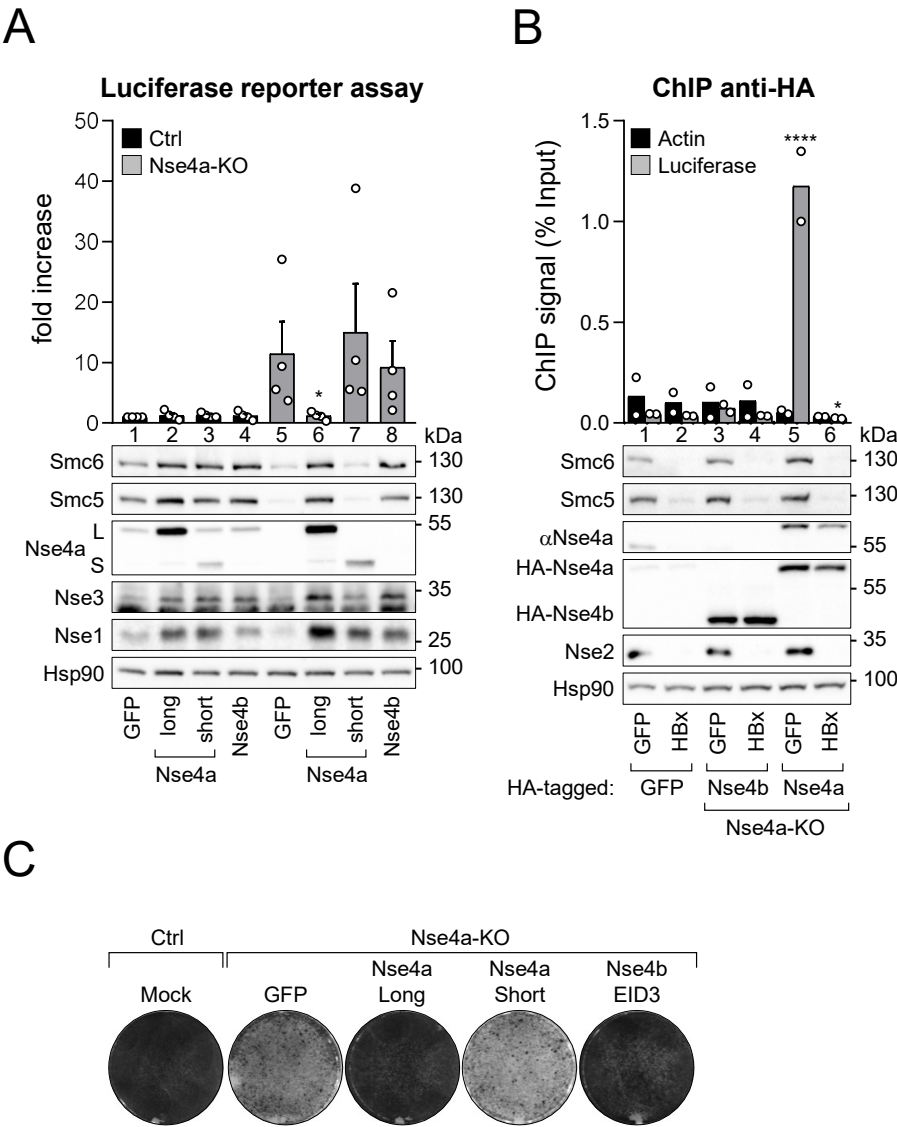 A
Luciferase reporter assay
fold increase
50
40
30
20
10
0
Ctrl
Nse4a-KO
*
1 2 3 4 5 6 7 8 kDa
Smc6 130
Smc5 130
Nse4a L 55
S
Nse3 35
Nse1 25
Hsp90 100
GFP long short Nse4b GFP long short Nse4b
Nse4a Nse4a
B
ChIP anti-HA
ChIP signal (% Input)
1.5
1.0
0.5
0.0
Actin
Luciferase
****
*
1 2 3 4 5 6 kDa
Smc6 130
Smc5 130
αNse4a 55
HA-Nse4a 55
HA-Nse4b
Nse2 35
Hsp90 100
GFP HBx GFP HBx GFP HBx
HA-tagged: GFP Nse4b Nse4a
Nse4a-KO
C
Ctrl Nse4a-KO
Nse4a Nse4a Nse4b
Mock GFP Long Short EID3